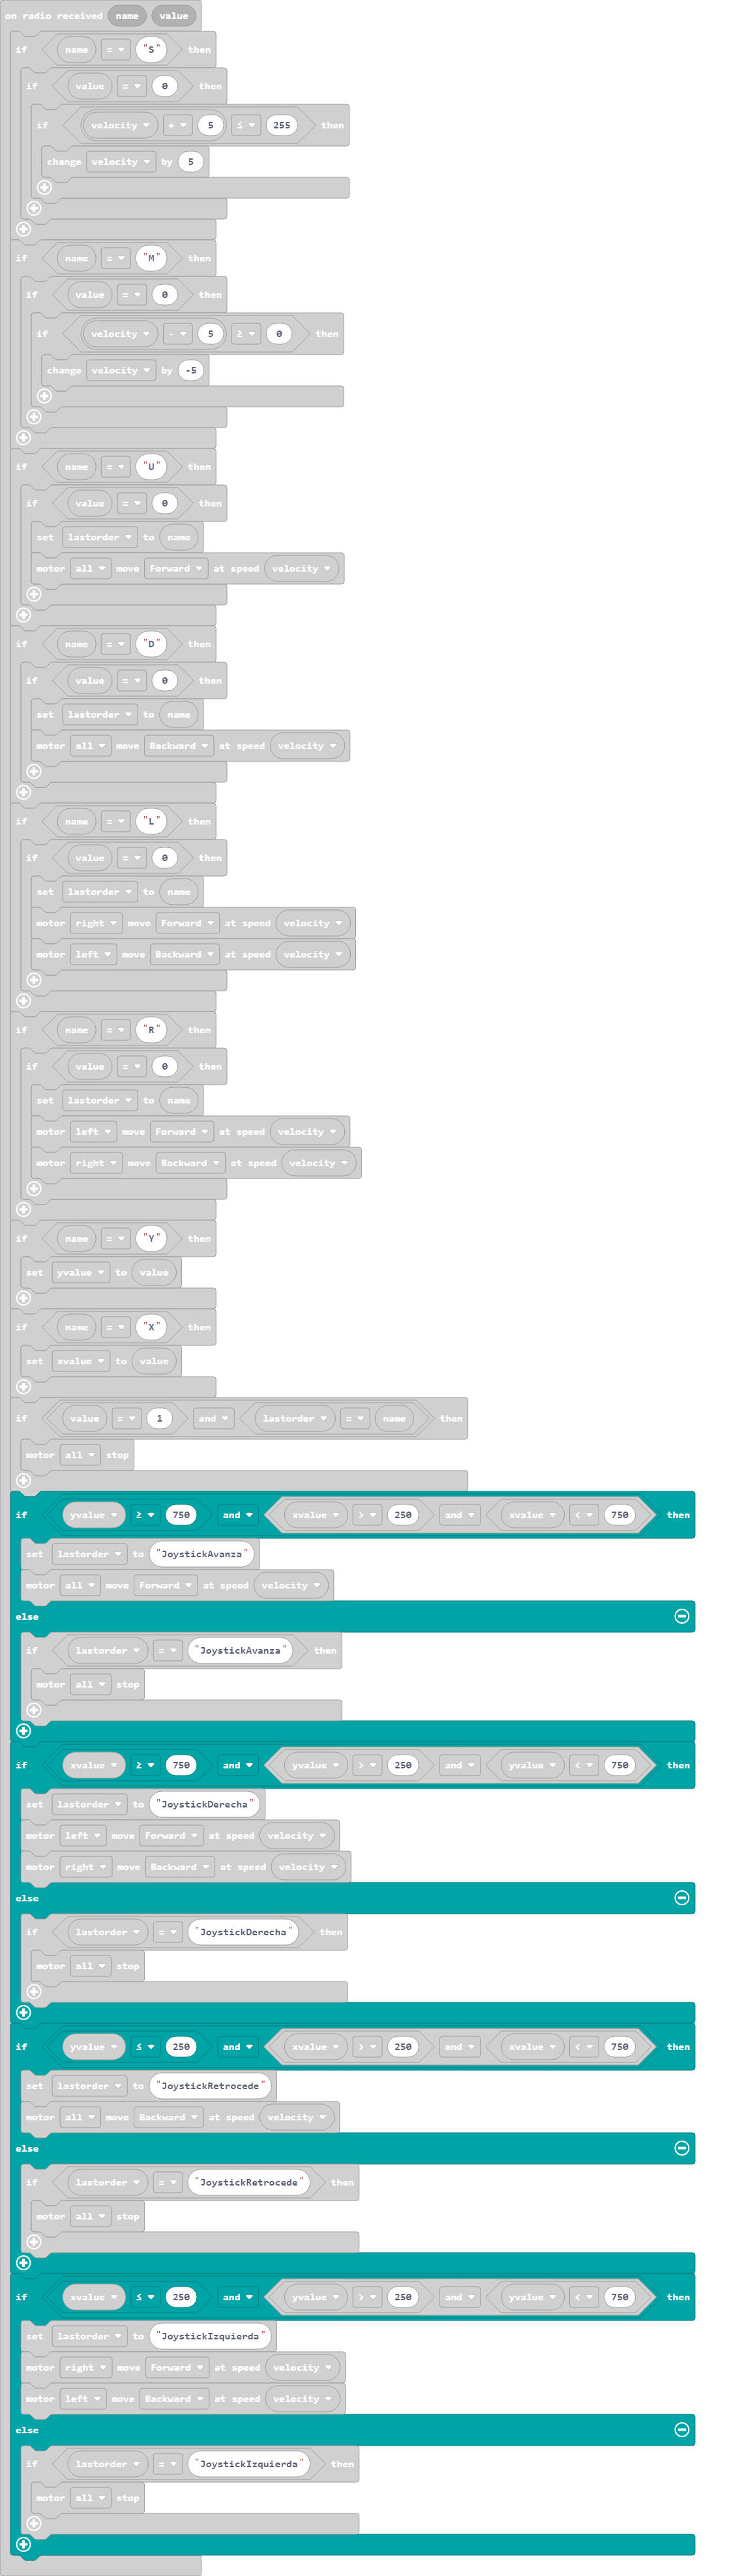 on radio received name value
if name = "S" then
if value = 0 then
if velocity + 5 ≤ 255 then
change velocity by 5
if name = "M" then
if value = 0 then
if velocity - 5 ≥ 0 then
change velocity by -5
if name = "U" then
if value = 0 then
set lastorder to name
motor all move Forward at speed velocity
if name = "D" then
if value = 0 then
set lastorder to name
motor all move Backward at speed velocity
if name = "L" then
if value = 0 then
set lastorder to name
motor right move Forward at speed velocity
motor left move Backward at speed velocity
if name = "R" then
if value = 0 then
set lastorder to name
motor left move Forward at speed velocity
motor right move Backward at speed velocity
if name = "Y" then
set yvalue to value
if name = "X" then
set xvalue to value
if value = 1 and lastorder = name then
motor all stop
if yvalue ≥ 750 and xvalue > 250 and xvalue < 750 then
set lastorder to "JoystickAvanza"
motor all move Forward at speed velocity
else
if lastorder = "JoystickAvanza" then
motor all stop
if xvalue ≥ 750 and yvalue > 250 and yvalue < 750 then
set lastorder to "JoystickDerecha"
motor left move Forward at speed velocity
motor right move Backward at speed velocity
else
if lastorder = "JoystickDerecha" then
motor all stop
if yvalue ≤ 250 and xvalue > 250 and xvalue < 750 then
set lastorder to "JoystickRetrocede"
motor all move Backward at speed velocity
else
if lastorder = "JoystickRetrocede" then
motor all stop
if xvalue ≤ 250 and yvalue > 250 and yvalue < 750 then
set lastorder to "JoystickIzquierda"
motor right move Forward at speed velocity
motor left move Backward at speed velocity
else
if lastorder = "JoystickIzquierda" then
motor all stop